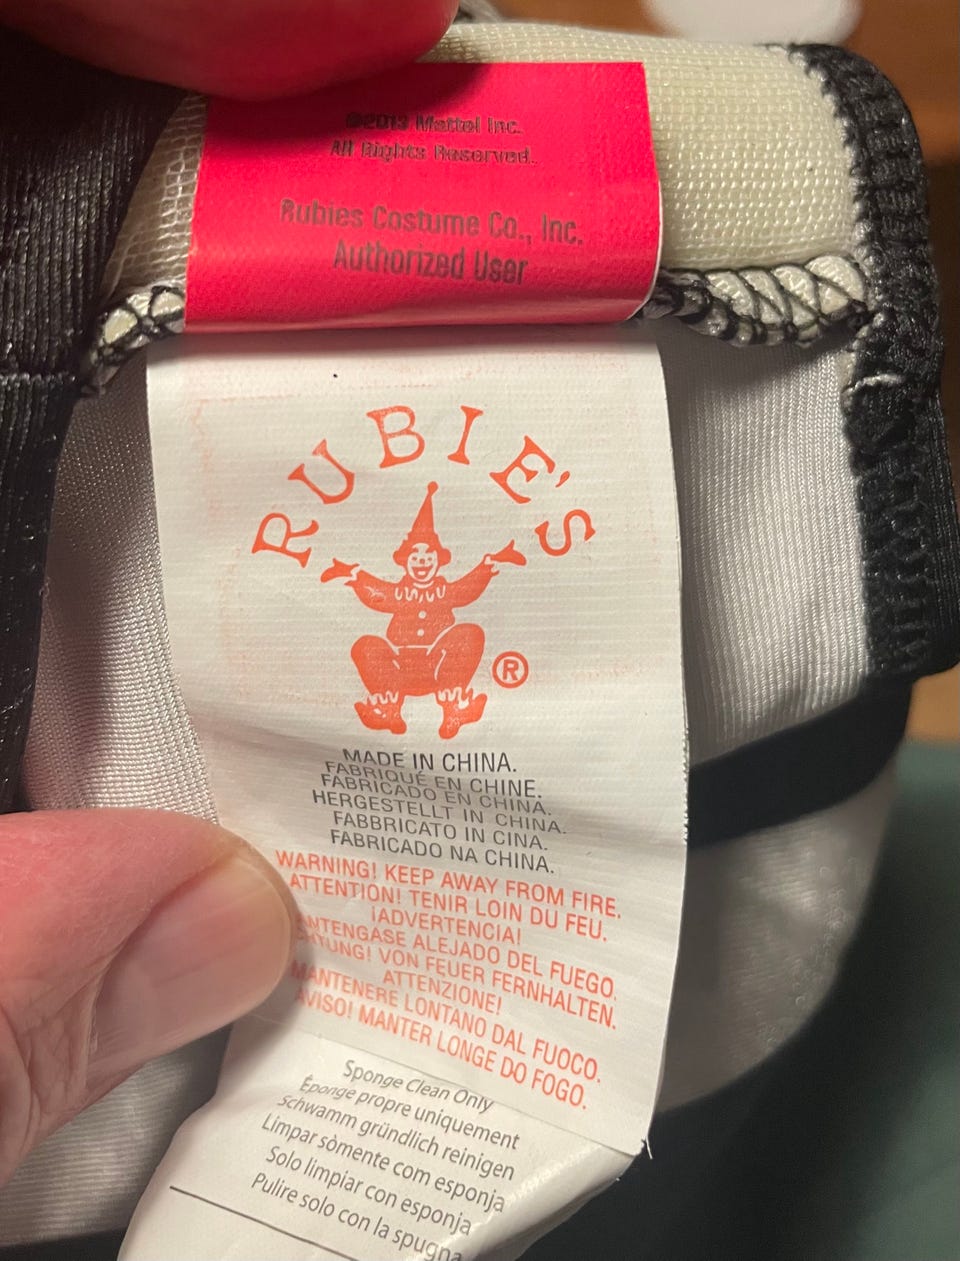 ©2013 Mattel Inc.
All Rights Reserved.
Rubies Costume Co., Inc.
Authorized User
RUBIE'S
®
MADE IN CHINA.
FABRIQUÉ EN CHINE.
FABRICADO EN CHINA.
HERGESTELLT IN CHINA.
FABBRICATO IN CINA.
FABRICADO NA CHINA.
WARNING! KEEP AWAY FROM FIRE.
ATTENTION! TENIR LOIN DU FEU.
¡ADVERTENCIA!
ANTENGASE ALEJADO DEL FUEGO.
HTUNG! VON FEUER FERNHALTEN.
ATTENZIONE!
MANTENERE LONTANO DAL FUOCO.
AVISO! MANTER LONGE DO FOGO.
Sponge Clean Only
Éponge propre uniquement
Schwamm gründlich reinigen
Limpar sòmente com esponja
Solo limpiar con esponja
Pulire solo con la spugna